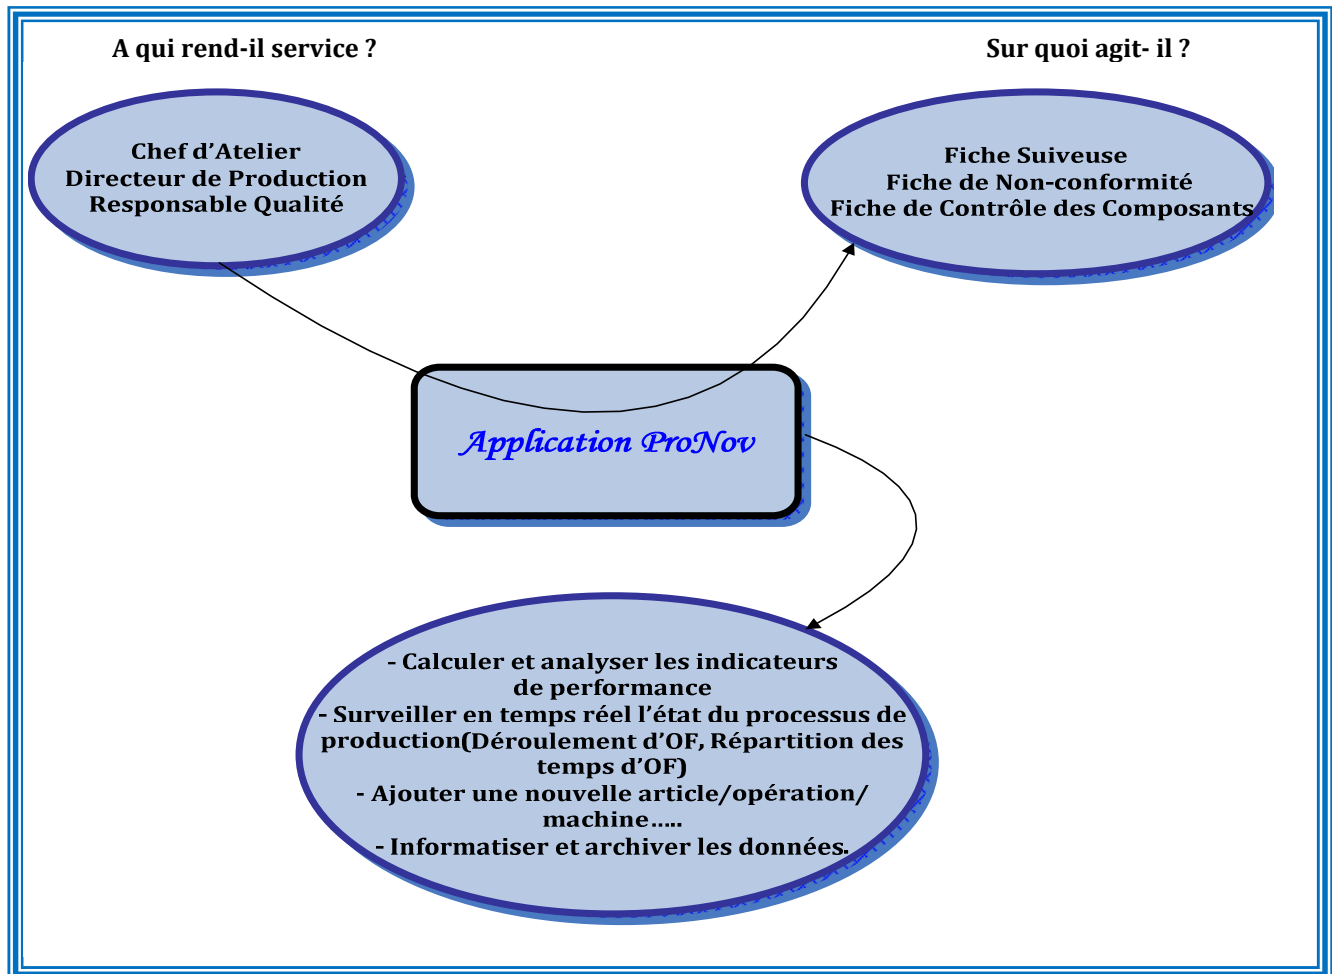 A qui rend-il service ?
Sur quoi agit- il ?
Chef d’Atelier
Directeur de Production
Responsable Qualité
Fiche Suiveuse
Fiche de Non-conformité
Fiche de Contrôle des Composants
Application ProNov
- Calculer et analyser les indicateurs
de performance
- Surveiller en temps réel l’état du processus de
production(Déroulement d’OF, Répartition des
temps d’OF)
- Ajouter une nouvelle article/opération/
machine.....
- Informatiser et archiver les données.